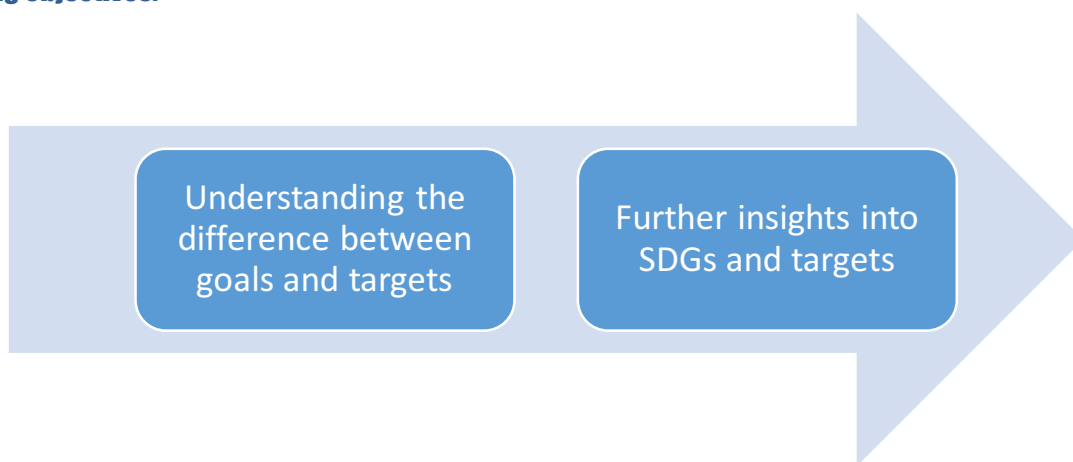 Understanding the
difference between
goals and targets
Further insights into
SDGs and targets